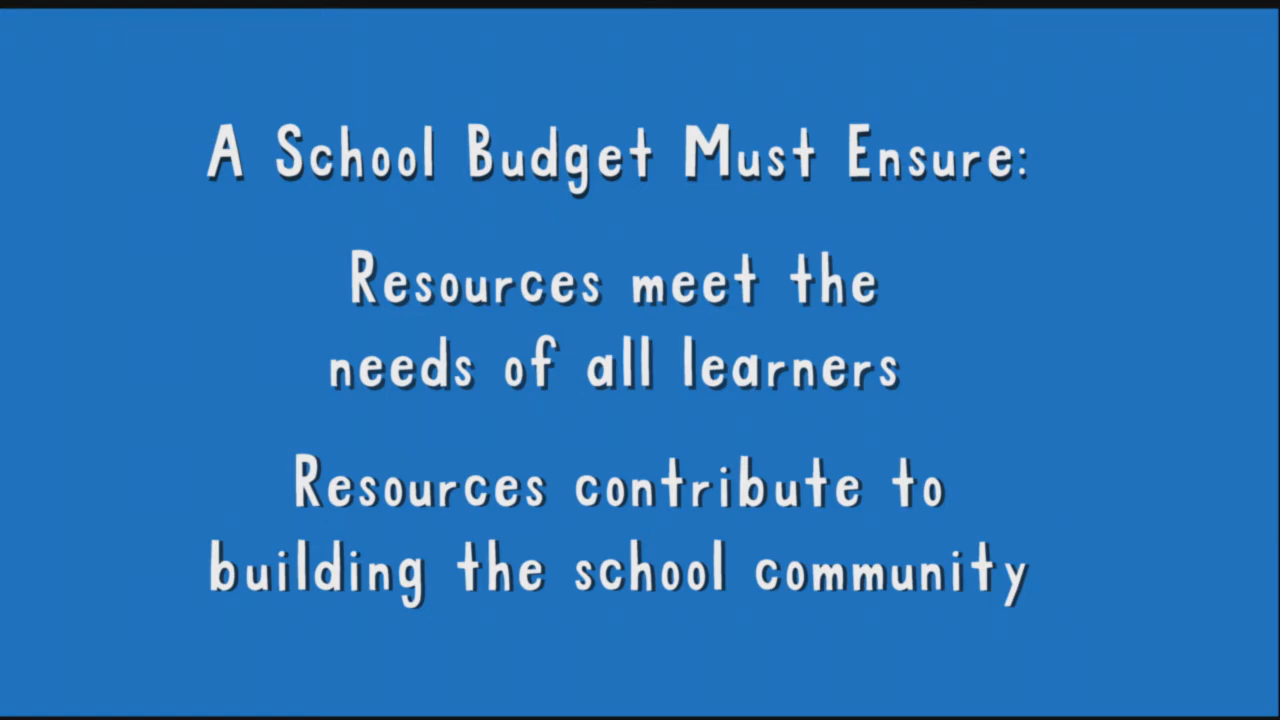 A School Budget Must Ensure:
Resources meet the
needs of all learners
Resources contribute to
building the school community